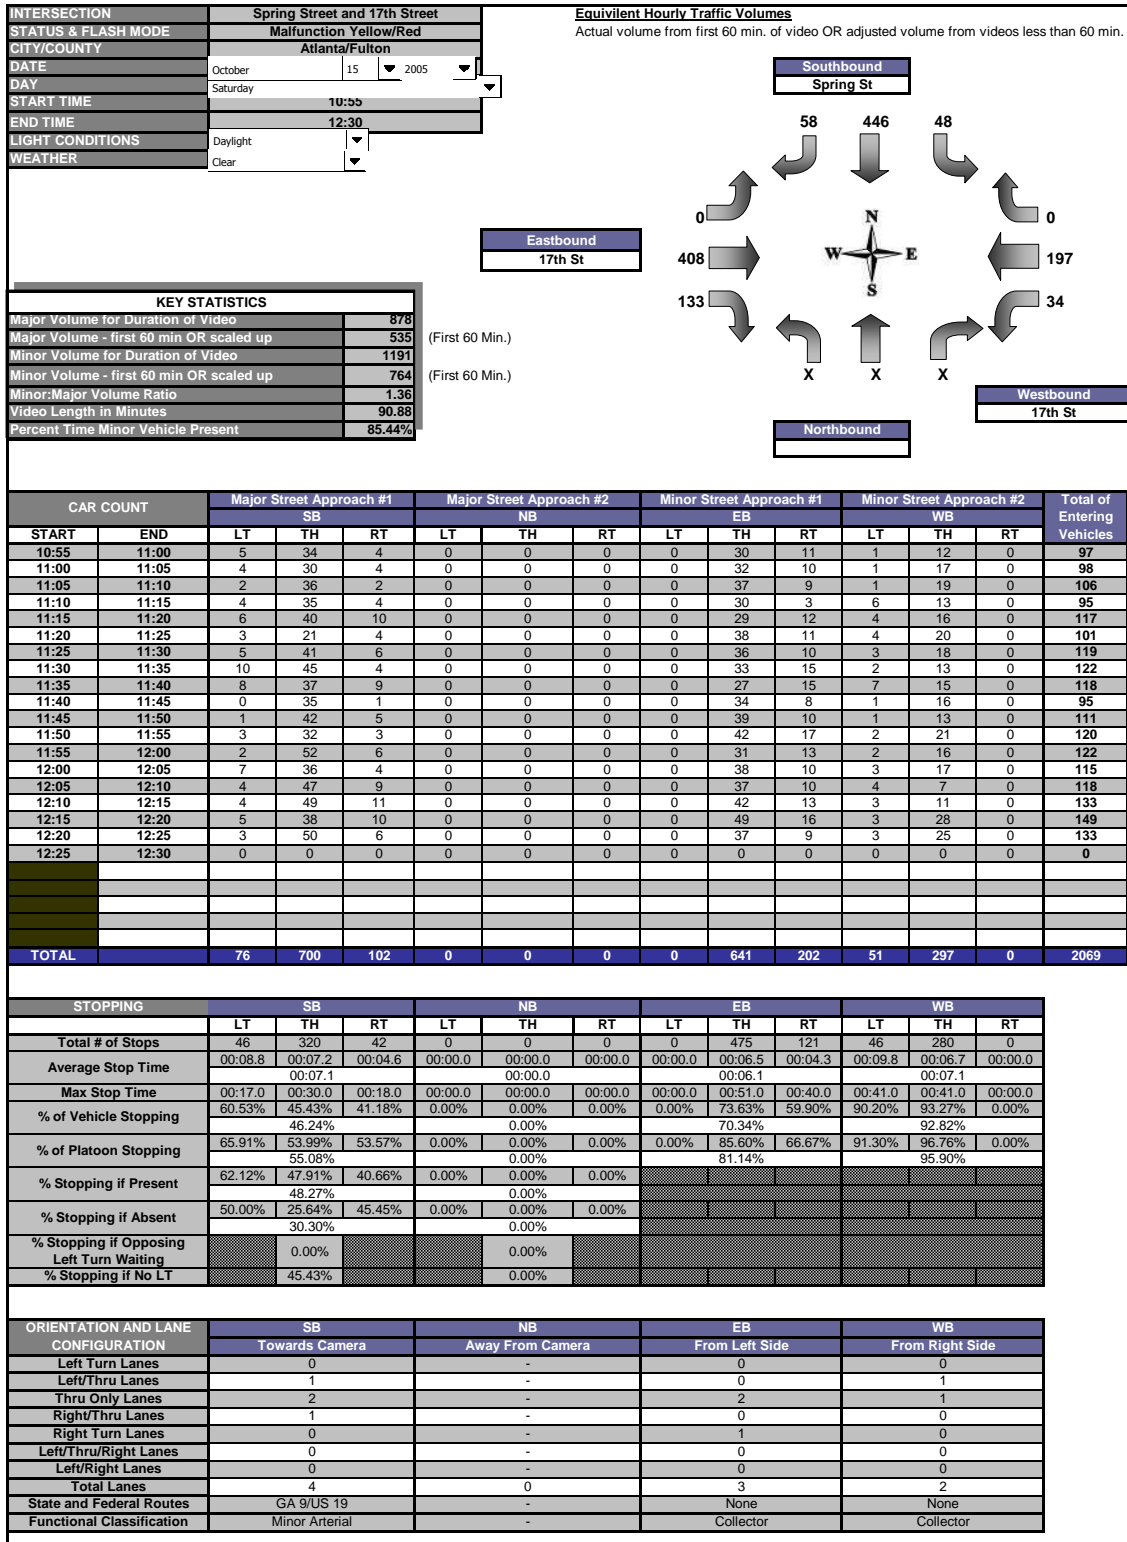 INTERSECTION Spring Street and 17th Street
STATUS & FLASH MODE Malfunction Yellow/Red
CITY/COUNTY Atlanta/Fulton
DATE October 15 2005
DAY Saturday
START TIME 10:55
END TIME 12:30
LIGHT CONDITIONS Daylight
WEATHER Clear
Equivilent Hourly Traffic Volumes
Actual volume from first 60 min. of video OR adjusted volume from videos less than 60 min.
Southbound
Spring St
58 446 48
0 N 0
Eastbound
17th St
408 W E 197
133 S 34
X X X
Westbound
17th St
Northbound
KEY STATISTICS
Major Volume for Duration of Video 878
Major Volume - first 60 min OR scaled up 535 (First 60 Min.)
Minor Volume for Duration of Video 1191
Minor Volume - first 60 min OR scaled up 764 (First 60 Min.)
Minor:Major Volume Ratio 1.36
Video Length in Minutes 90.88
Percent Time Minor Vehicle Present 85.44%
CAR COUNT Major Street Approach #1 Major Street Approach #2 Minor Street Approach #1 Minor Street Approach #2 Total of
SB NB EB WB Entering
START END LT TH RT LT TH RT LT TH RT LT TH RT Vehicles
10:55 11:00 5 34 4 0 0 0 0 30 11 1 12 0 97
11:00 11:05 4 30 4 0 0 0 0 32 10 1 17 0 98
11:05 11:10 2 36 2 0 0 0 0 37 9 1 19 0 106
11:10 11:15 4 35 4 0 0 0 0 30 3 6 13 0 95
11:15 11:20 6 40 10 0 0 0 0 29 12 4 16 0 117
11:20 11:25 3 21 4 0 0 0 0 38 11 4 20 0 101
11:25 11:30 5 41 6 0 0 0 0 36 10 3 18 0 119
11:30 11:35 10 45 4 0 0 0 0 33 15 2 13 0 122
11:35 11:40 8 37 9 0 0 0 0 27 15 7 15 0 118
11:40 11:45 0 35 1 0 0 0 0 34 8 1 16 0 95
11:45 11:50 1 42 5 0 0 0 0 39 10 1 13 0 111
11:50 11:55 3 32 3 0 0 0 0 42 17 2 21 0 120
11:55 12:00 2 52 6 0 0 0 0 31 13 2 16 0 122
12:00 12:05 7 36 4 0 0 0 0 38 10 3 17 0 115
12:05 12:10 4 47 9 0 0 0 0 37 10 4 7 0 118
12:10 12:15 4 49 11 0 0 0 0 42 13 3 11 0 133
12:15 12:20 5 38 10 0 0 0 0 49 16 3 28 0 149
12:20 12:25 3 50 6 0 0 0 0 37 9 3 25 0 133
12:25 12:30 0 0 0 0 0 0 0 0 0 0 0 0 0
TOTAL 76 700 102 0 0 0 0 641 202 51 297 0 2069
STOPPING SB NB EB WB
LT TH RT LT TH RT LT TH RT LT TH RT
Total # of Stops 46 320 42 0 0 0 0 475 121 46 280 0
Average Stop Time 00:08.8 00:07.2 00:04.6 00:00.0 00:00.0 00:00.0 00:00.0 00:06.5 00:04.3 00:09.8 00:06.7 00:00.0
00:07.1 00:00.0 00:06.1 00:07.1
Max Stop Time 00:17.0 00:30.0 00:18.0 00:00.0 00:00.0 00:00.0 00:00.0 00:51.0 00:40.0 00:41.0 00:41.0 00:00.0
% of Vehicle Stopping 60.53% 45.43% 41.18% 0.00% 0.00% 0.00% 0.00% 73.63% 59.90% 90.20% 93.27% 0.00%
46.24% 0.00% 70.34% 92.82%
% of Platoon Stopping 65.91% 53.99% 53.57% 0.00% 0.00% 0.00% 0.00% 85.60% 66.67% 91.30% 96.76% 0.00%
55.08% 0.00% 81.14% 95.90%
% Stopping if Present 62.12% 47.91% 40.66% 0.00% 0.00% 0.00%
48.27% 0.00%
% Stopping if Absent 50.00% 25.64% 45.45% 0.00% 0.00% 0.00%
30.30% 0.00%
% Stopping if Opposing
Left Turn Waiting 0.00% 0.00%
% Stopping if No LT 45.43% 0.00%
ORIENTATION AND LANE SB NB EB WB
CONFIGURATION Towards Camera Away From Camera From Left Side From Right Side
Left Turn Lanes 0 - 0 0
Left/Thru Lanes 1 - 0 1
Thru Only Lanes 2 - 2 1
Right/Thru Lanes 1 - 0 0
Right Turn Lanes 0 - 1 0
Left/Thru/Right Lanes 0 - 0 0
Left/Right Lanes 0 - 0 0
Total Lanes 4 0 3 2
State and Federal Routes GA 9/US 19 - None None
Functional Classification Minor Arterial - Collector Collector